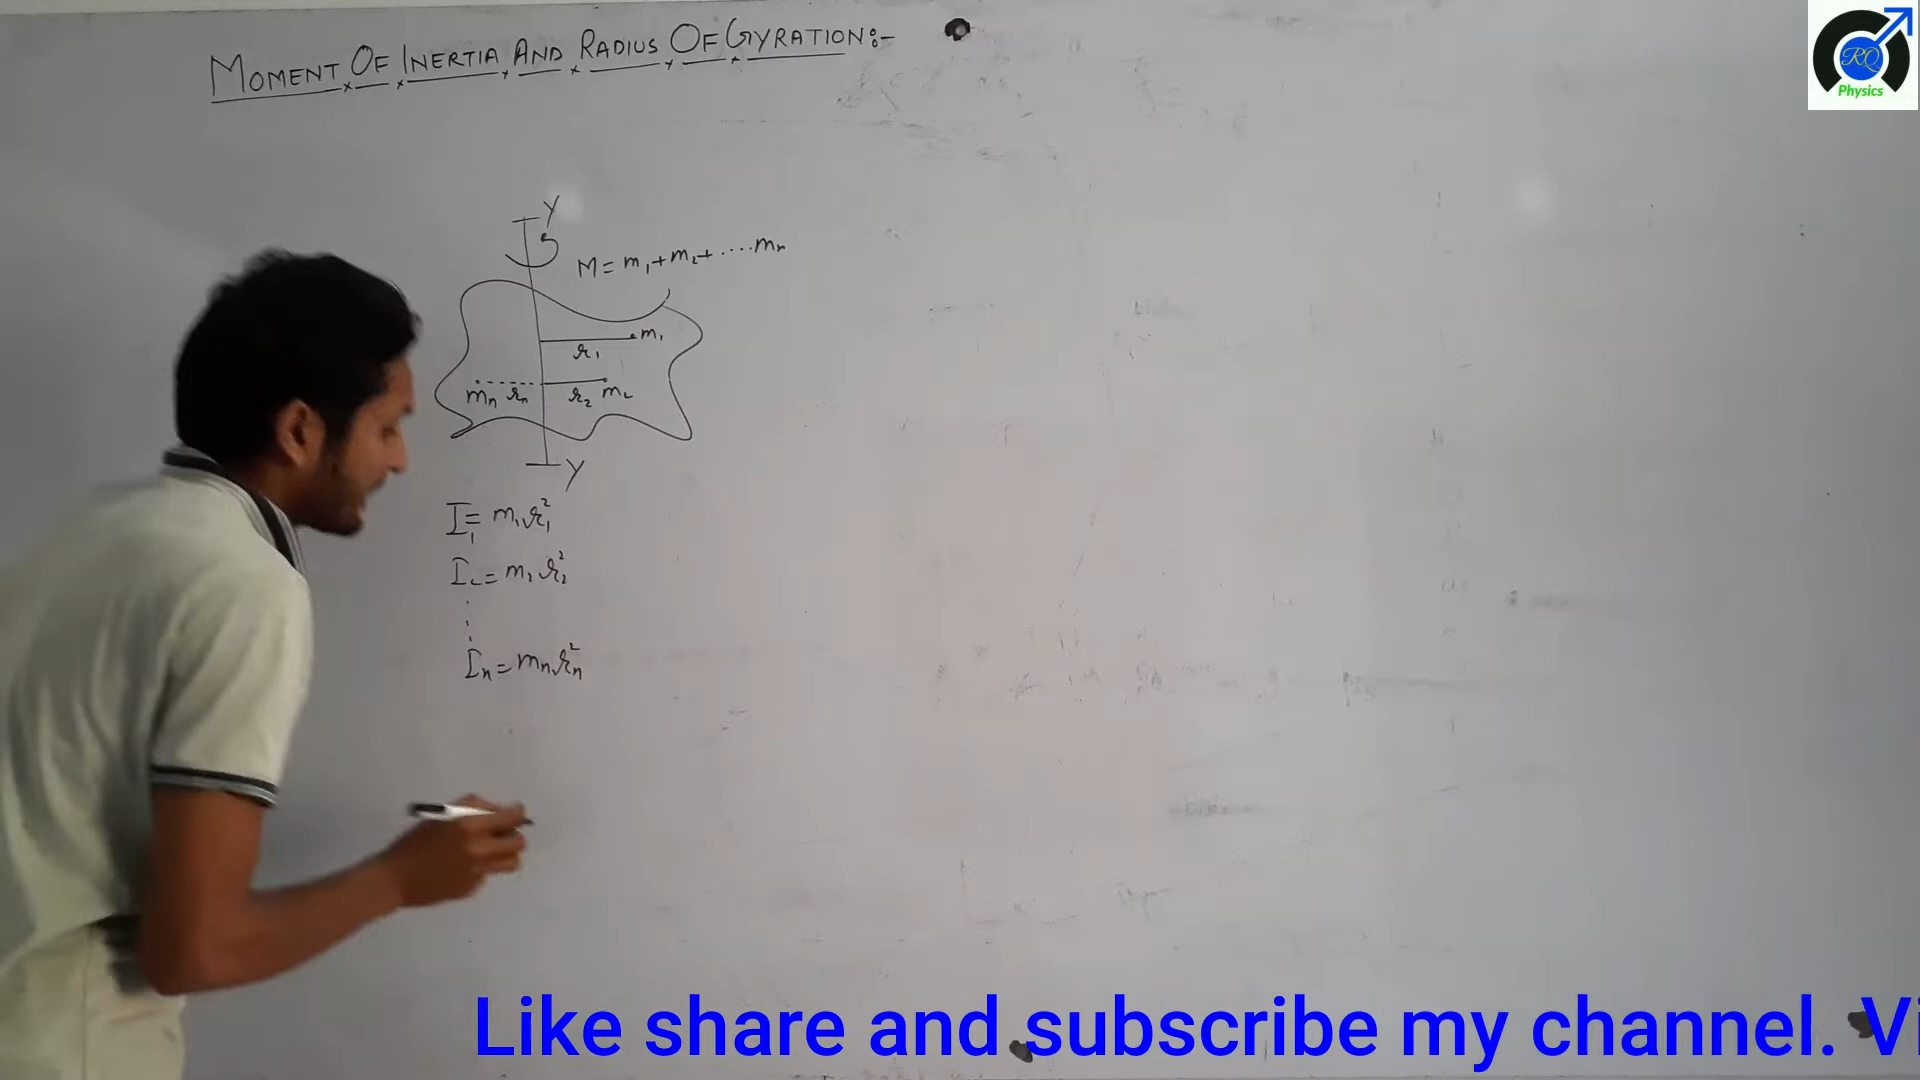 MOMENT OF INERTIA AND RADIUS OF GYRATION:-
RQ
Physics
Y
M = m₁+m₂+ ....mₙ
m₁
r₁
mₙ rₙ r₂ m₂
Y
I₁ = m₁r₁²
I₂ = m₂r₂²
⋮
Iₙ = mₙrₙ²
Like share and subscribe my channel. Vi